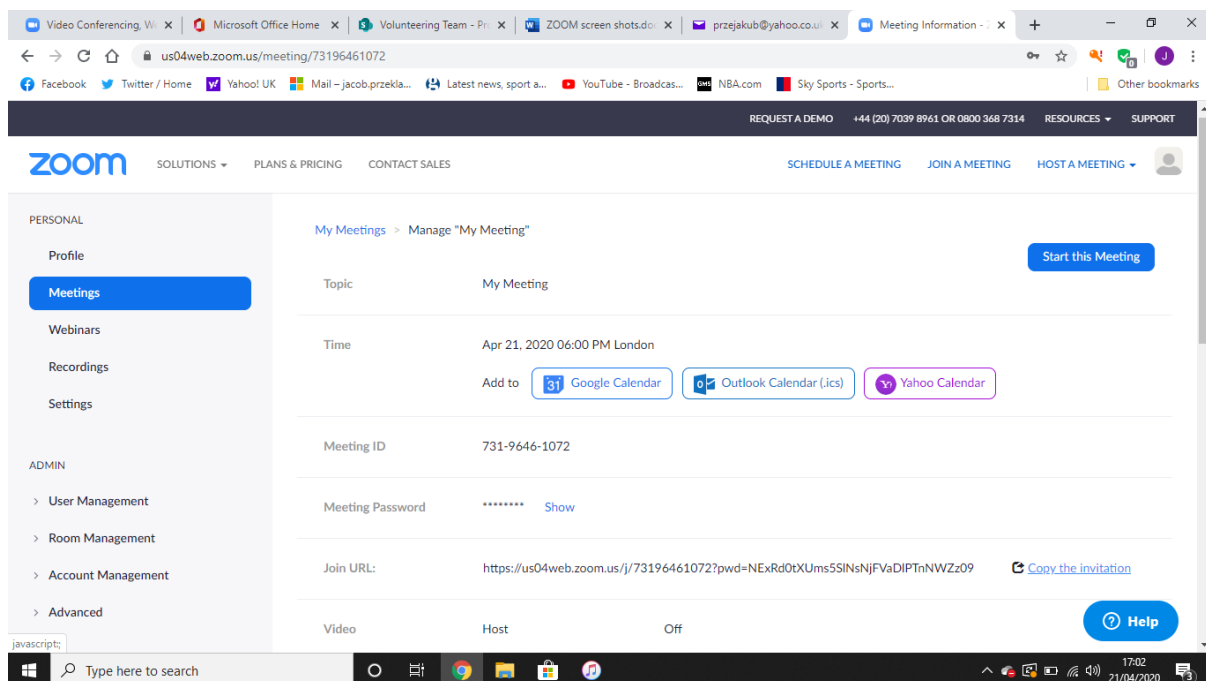 Video Conferencing, W
Microsoft Office Home
Volunteering Team - Pr
ZOOM screen shots.do
przejakub@yahoo.co.u
Meeting Information -
us04web.zoom.us/meeting/73196461072
Facebook Twitter / Home Yahoo! UK Mail – jacob.przekla... Latest news, sport a... YouTube - Broadcas... GMS NBA.com Sky Sports - Sports... Other bookmarks
REQUEST A DEMO +44 (20) 7039 8961 OR 0800 368 7314 RESOURCES SUPPORT
zoom SOLUTIONS PLANS & PRICING CONTACT SALES SCHEDULE A MEETING JOIN A MEETING HOST A MEETING
PERSONAL
Profile
Meetings
Webinars
Recordings
Settings
ADMIN
User Management
Room Management
Account Management
Advanced
javascript:;
My Meetings > Manage "My Meeting"
Start this Meeting
Topic My Meeting
Time Apr 21, 2020 06:00 PM London
Add to 31 Google Calendar Outlook Calendar (.ics) Yahoo Calendar
Meeting ID 731-9646-1072
Meeting Password ******** Show
Join URL: https://us04web.zoom.us/j/73196461072?pwd=NExRd0tXUms5SlNsNjFVaDlPTnNWZz09 Copy the invitation
Video Host Off
Help
Type here to search
17:02
21/04/2020